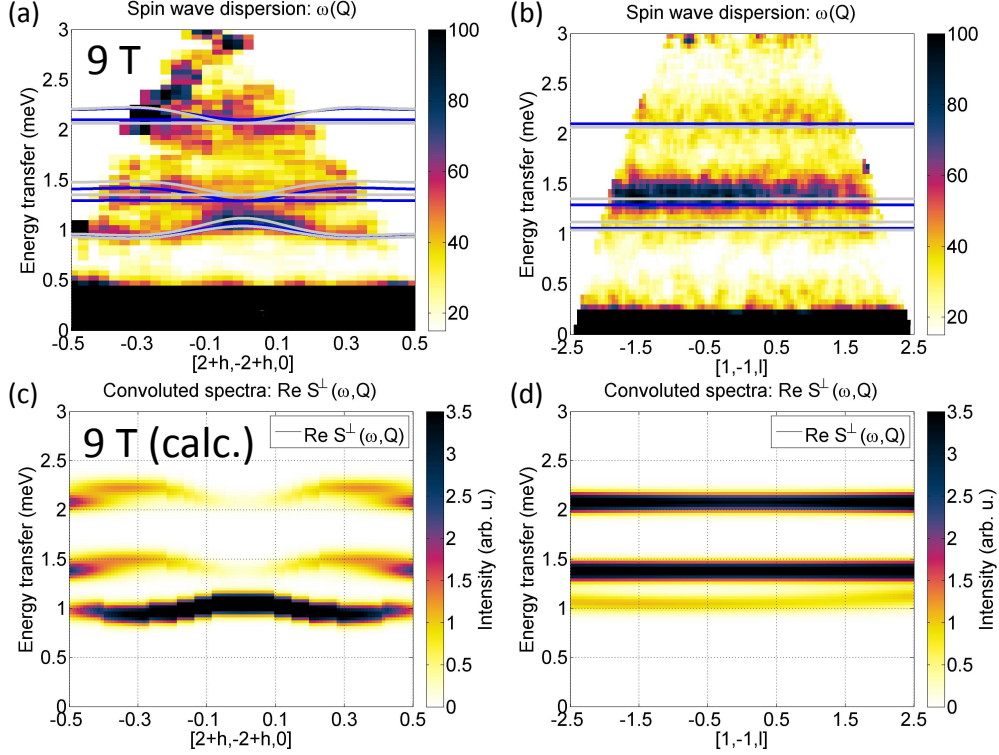 (a)
Spin wave dispersion: ω(Q)
9 T
Energy transfer (meV)
3
2.5
2
1.5
1
0.5
0
-0.5 -0.3 -0.1 0.1 0.3 0.5
[2+h,-2+h,0]
100
80
60
40
20
(b)
Spin wave dispersion: ω(Q)
Energy transfer (meV)
3
2.5
2
1.5
1
0.5
0
-2.5 -1.5 -0.5 0.5 1.5 2.5
[1,-1,l]
100
80
60
40
20
(c)
Convoluted spectra: Re S⊥(ω,Q)
Re S⊥(ω,Q)
9 T (calc.)
Energy transfer (meV)
3
2.5
2
1.5
1
0.5
0
-0.5 -0.3 -0.1 0.1 0.3 0.5
[2+h,-2+h,0]
3.5
3
2.5
2
1.5
1
0.5
0
Intensity (arb. u.)
(d)
Convoluted spectra: Re S⊥(ω,Q)
Re S⊥(ω,Q)
Energy transfer (meV)
3
2.5
2
1.5
1
0.5
0
-2.5 -1.5 -0.5 0.5 1.5 2.5
[1,-1,l]
3.5
3
2.5
2
1.5
1
0.5
0
Intensity (arb. u.)